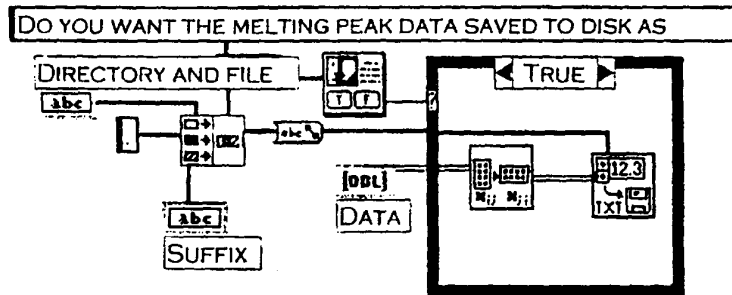 DO YOU WANT THE MELTING PEAK DATA SAVED TO DISK AS
DIRECTORY AND FILE
TRUE
abc
T F
?
abc
12.3
[DBL]
TXT
DATA
abc
SUFFIX